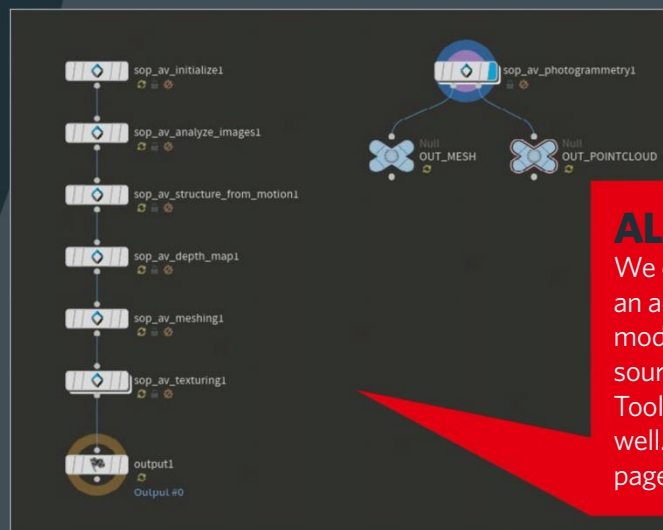 sop_av_initialize1
sop_av_analyze_images1
sop_av_structure_from_motion1
sop_av_depth_map1
sop_av_meshing1
sop_av_texturing1
output1
Output #0
sop_av_photogrammetry1
Null
OUT_MESH
Null
OUT_POINTCLOUD
AL
We
an a
sour
Tool
well.
page